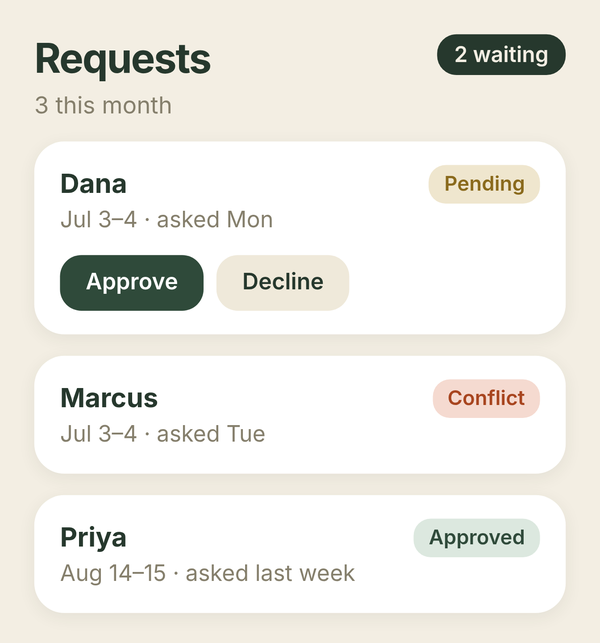 Requests
2 waiting
3 this month
Dana
Pending
Jul 3–4 · asked Mon
Approve
Decline
Marcus
Conflict
Jul 3–4 · asked Tue
Priya
Approved
Aug 14–15 · asked last week